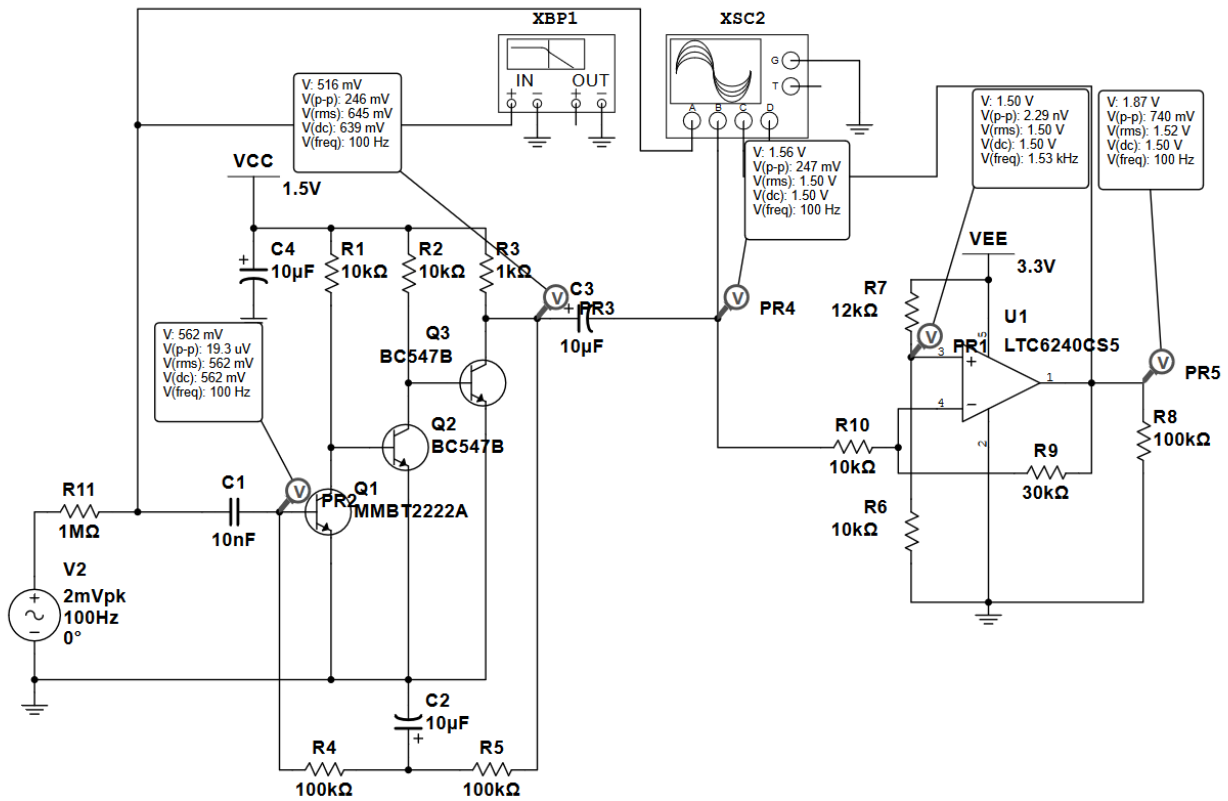 XBP1
XSC2
IN
OUT
+
−
+
−
G
T
A
B
C
D
V: 516 mV
V(p-p): 246 mV
V(rms): 645 mV
V(dc): 639 mV
V(freq): 100 Hz
V: 1.50 V
V(p-p): 2.29 nV
V(rms): 1.50 V
V(dc): 1.50 V
V(freq): 1.53 kHz
V: 1.87 V
V(p-p): 740 mV
V(rms): 1.52 V
V(dc): 1.50 V
V(freq): 100 Hz
V: 1.56 V
V(p-p): 247 mV
V(rms): 1.50 V
V(dc): 1.50 V
V(freq): 100 Hz
VCC
1.5V
C4
10µF
+
R1
10kΩ
R2
10kΩ
R3
1kΩ
V
C3
PR3
+
10µF
V
PR4
VEE
3.3V
R7
12kΩ
U1
LTC6240CS5
V
PR1
3
+
5
4
−
2
1
V
PR5
V: 562 mV
V(p-p): 19.3 uV
V(rms): 562 mV
V(dc): 562 mV
V(freq): 100 Hz
Q3
BC547B
Q2
BC547B
R10
10kΩ
R8
100kΩ
R9
30kΩ
R11
1MΩ
C1
10nF
V
PR2
Q1
MMBT2222A
R6
10kΩ
V2
2mVpk
100Hz
0°
+
−
C2
10µF
+
R4
100kΩ
R5
100kΩ